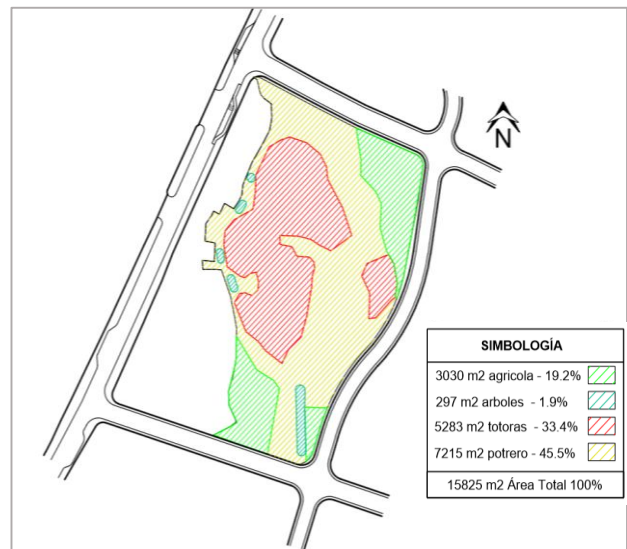 N
SIMBOLOGÍA
3030 m2 agricola - 19.2%
297 m2 arboles - 1.9%
5283 m2 totoras - 33.4%
7215 m2 potrero - 45.5%
15825 m2 Área Total 100%